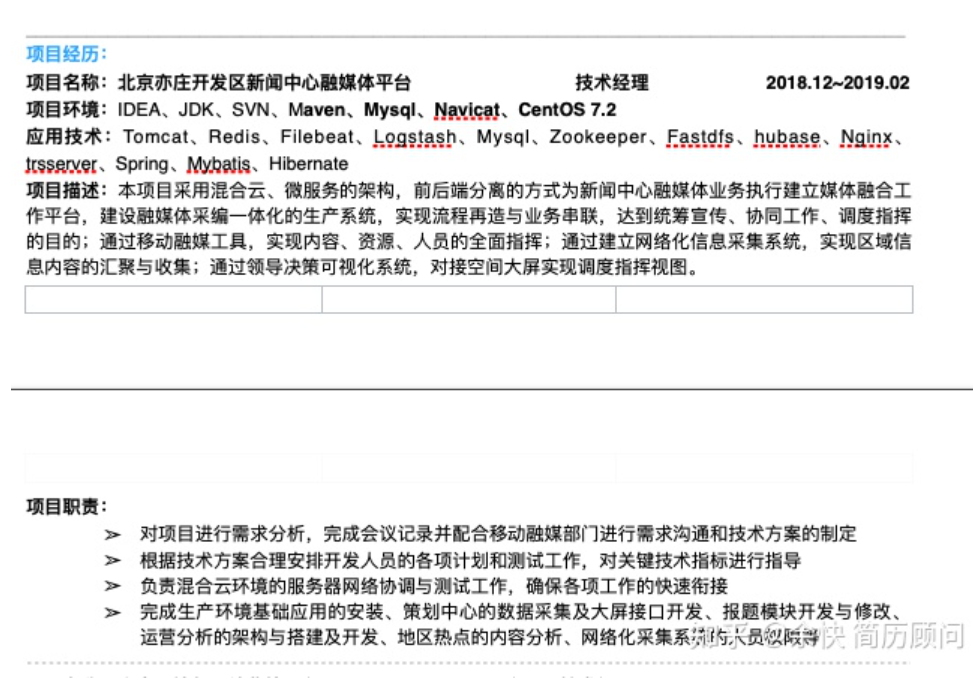 项目经历：
项目名称：北京亦庄开发区新闻中心融媒体平台 技术经理 2018.12~2019.02
项目环境：IDEA、JDK、SVN、Maven、Mysql、Navicat、CentOS 7.2
应用技术：Tomcat、Redis、Filebeat、Logstash、Mysql、Zookeeper、Fastdfs、hubase、Nginx、
trsserver、Spring、Mybatis、Hibernate
项目描述：本项目采用混合云、微服务的架构，前后端分离的方式为新闻中心融媒体业务执行建立媒体融合工
作平台，建设融媒体采编一体化的生产系统，实现流程再造与业务串联，达到统筹宣传、协同工作、调度指挥
的目的；通过移动融媒工具，实现内容、资源、人员的全面指挥；通过建立网络化信息采集系统，实现区域信
息内容的汇聚与收集；通过领导决策可视化系统，对接空间大屏实现调度指挥视图。
项目职责：
➢ 对项目进行需求分析，完成会议记录并配合移动融媒部门进行需求沟通和技术方案的制定
➢ 根据技术方案合理安排开发人员的各项计划和测试工作，对关键技术指标进行指导
➢ 负责混合云环境的服务器网络协调与测试工作，确保各项工作的快速衔接
➢ 完成生产环境基础应用的安装、策划中心的数据采集及大屏接口开发、报题模块开发与修改、
运营分析的架构与搭建及开发、地区热点的内容分析、网络化采集系统的人员权限等
知乎 @余快 简历顾问